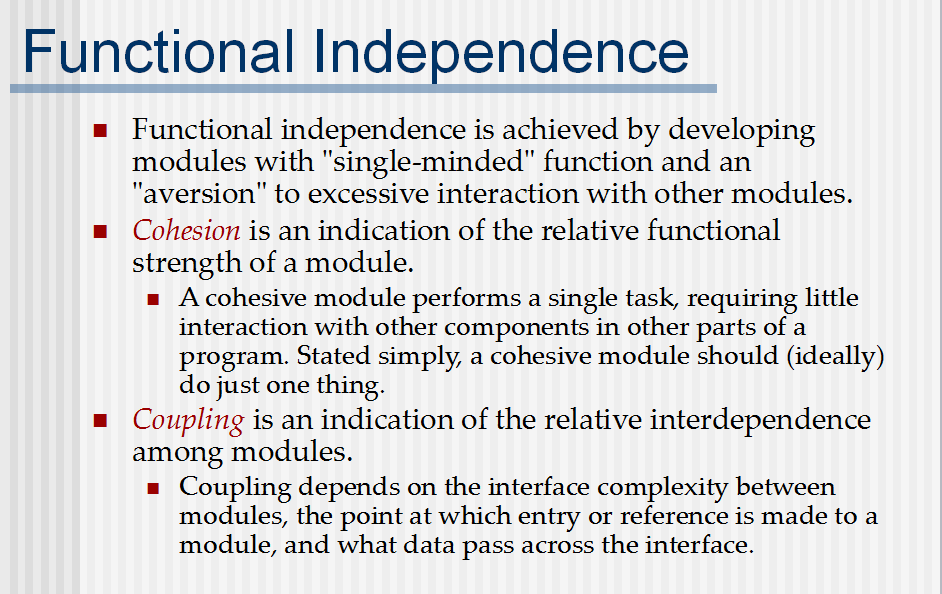 Functional Independence
Functional independence is achieved by developing
modules with "single-minded" function and an
"aversion" to excessive interaction with other modules.
Cohesion is an indication of the relative functional
strength of a module.
A cohesive module performs a single task, requiring little
interaction with other components in other parts of a
program. Stated simply, a cohesive module should (ideally)
do just one thing.
Coupling is an indication of the relative interdependence
among modules.
Coupling depends on the interface complexity between
modules, the point at which entry or reference is made to a
module, and what data pass across the interface.